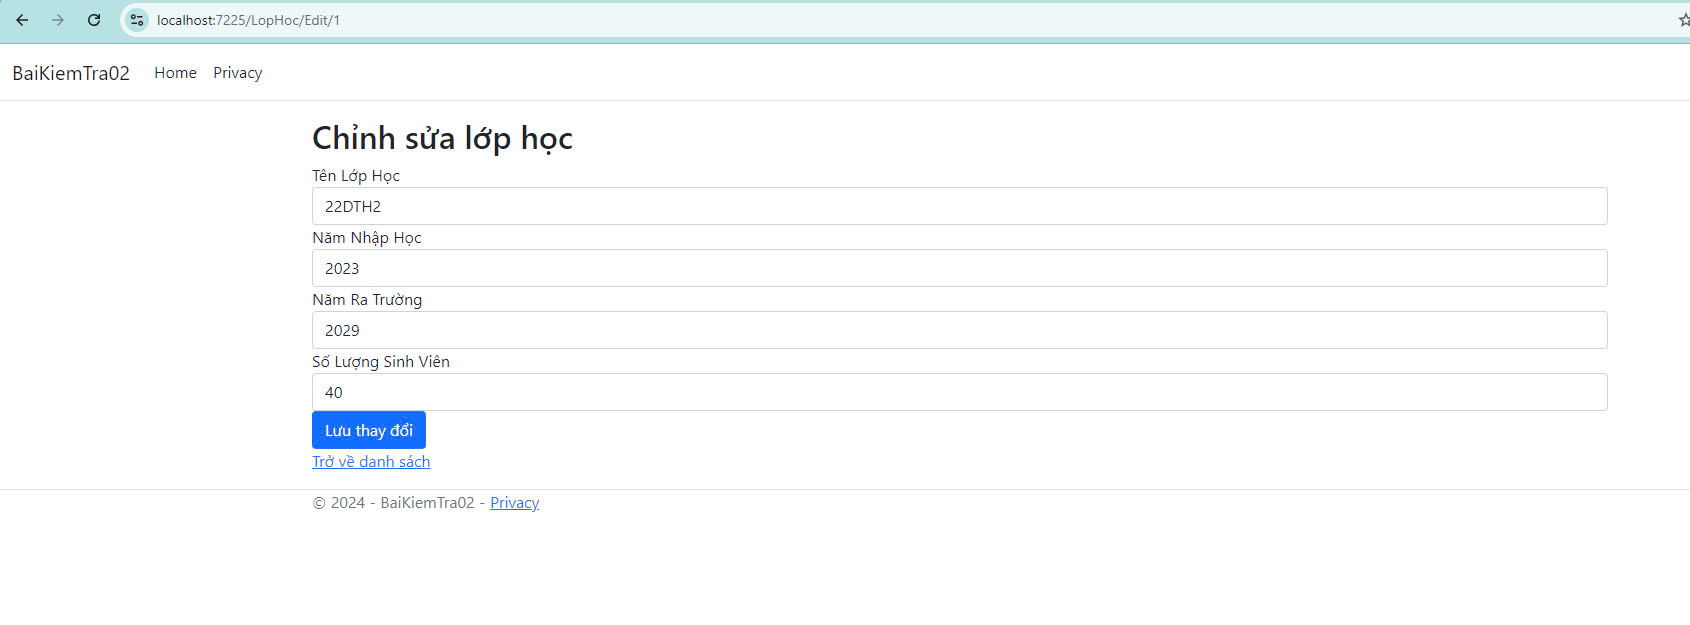 localhost:7225/LopHoc/Edit/1
BaiKiemTra02 Home Privacy
Chỉnh sửa lớp học
Tên Lớp Học
22DTH2
Năm Nhập Học
2023
Năm Ra Trường
2029
Số Lượng Sinh Viên
40
Lưu thay đổi
Trở về danh sách
© 2024 - BaiKiemTra02 - Privacy